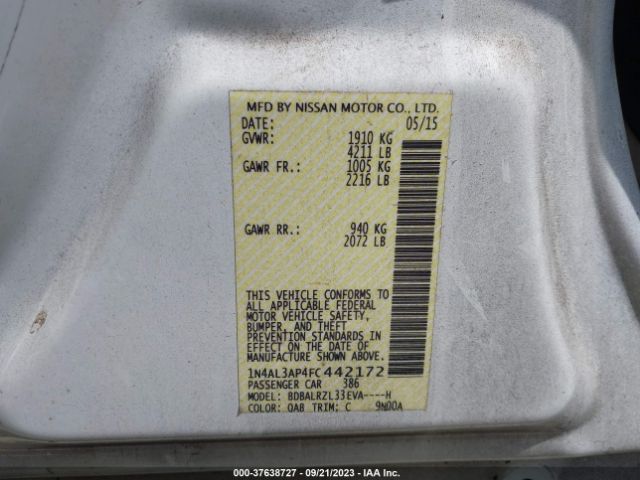 MFD BY NISSAN MOTOR CO., LTD.
DATE: 05/15
GVWR: 1910 KG
4211 LB
GAWR FR.: 1005 KG
2216 LB
GAWR RR.: 940 KG
2072 LB
THIS VEHICLE CONFORMS TO
ALL APPLICABLE FEDERAL
MOTOR VEHICLE SAFETY,
BUMPER, AND THEFT
PREVENTION STANDARDS
IN EFFECT ON THE DATE OF
MANUFACTURE SHOWN ABOVE.
1N4AL3AP4FC442172
PASSENGER CAR 386
MODEL: BDBALRZL33EVA----H
COLOR: QAB TRIM: C 9N00A
000-37638727 - 09/21/2023 - IAA Inc.